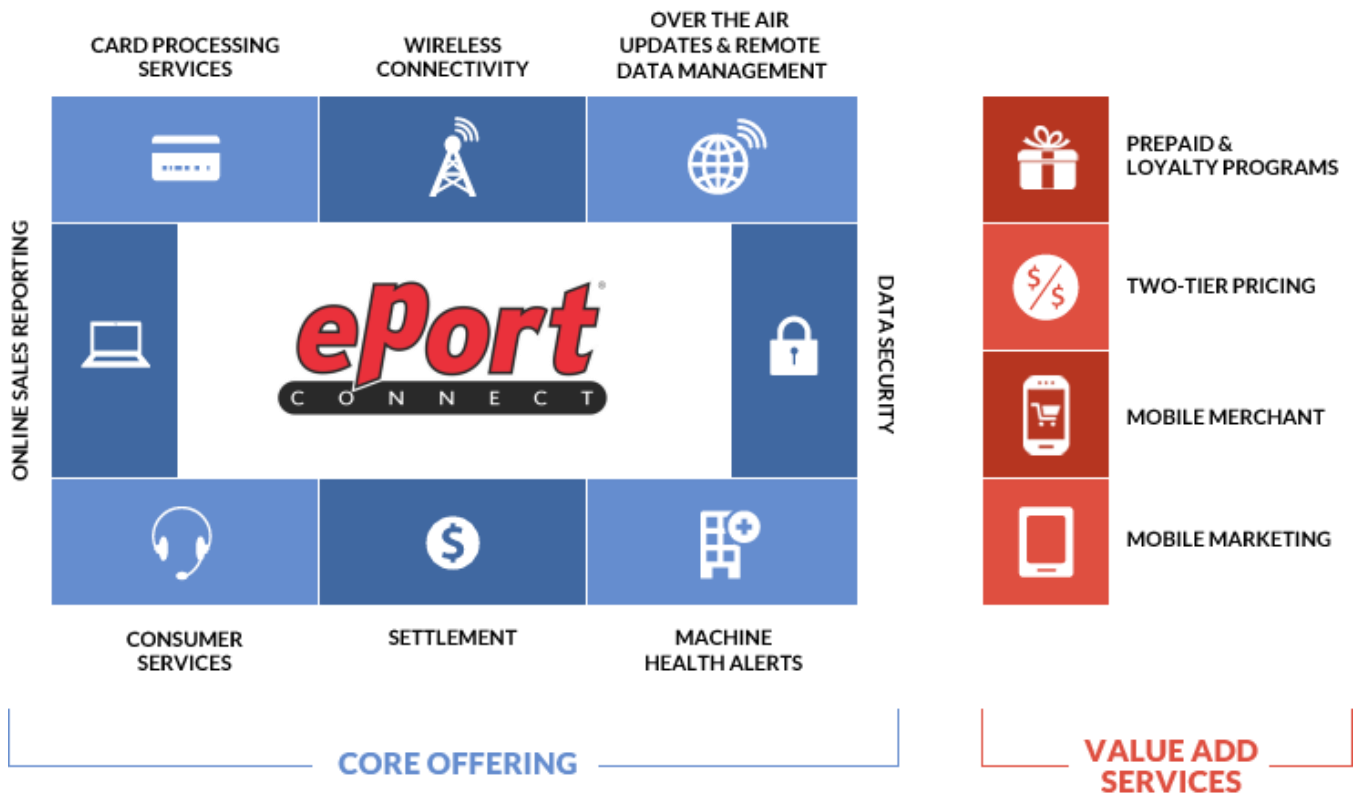 CARD PROCESSING
SERVICES
WIRELESS
CONNECTIVITY
OVER THE AIR
UPDATES & REMOTE
DATA MANAGEMENT
ONLINE SALES REPORTING
ePort®
CONNECT
DATA SECURITY
CONSUMER
SERVICES
SETTLEMENT
MACHINE
HEALTH ALERTS
CORE OFFERING
$/$
PREPAID &
LOYALTY PROGRAMS
TWO-TIER PRICING
MOBILE MERCHANT
MOBILE MARKETING
VALUE ADD
SERVICES